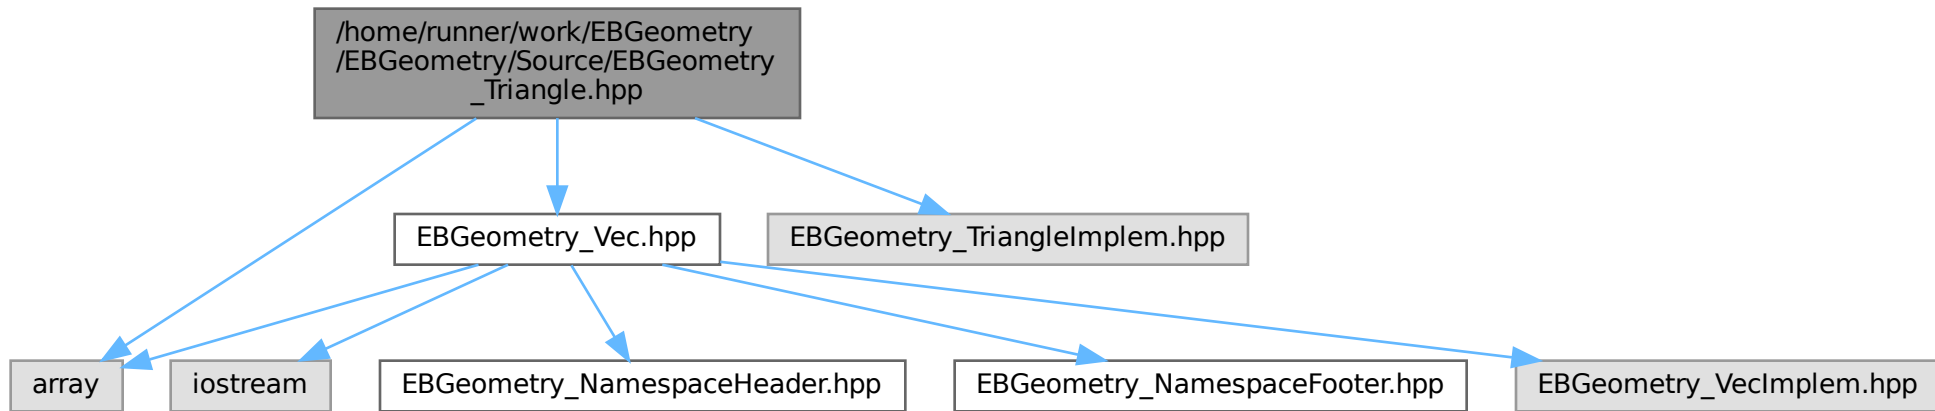 /home/runner/work/EBGeometry
/EBGeometry/Source/EBGeometry
_Triangle.hpp
EBGeometry_Vec.hpp
EBGeometry_TriangleImplem.hpp
array
iostream
EBGeometry_NamespaceHeader.hpp
EBGeometry_NamespaceFooter.hpp
EBGeometry_VecImplem.hpp